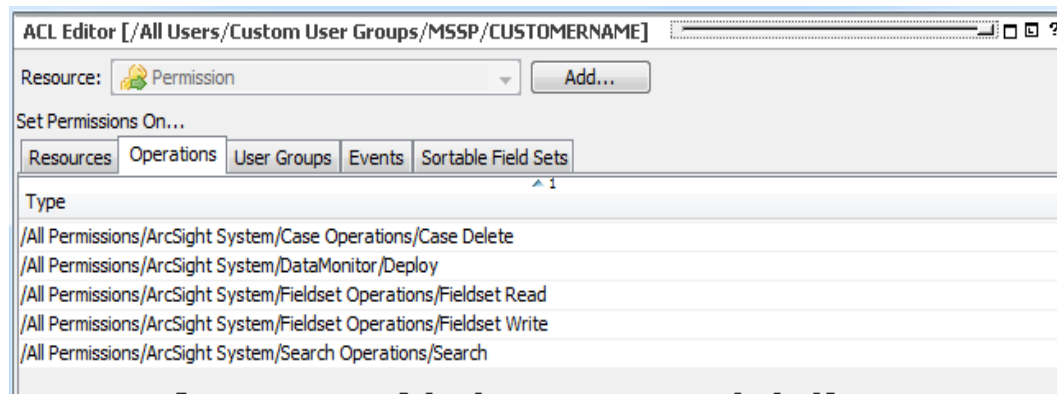 ACL Editor [/All Users/Custom User Groups/MSSP/CUSTOMERNAME] ?
Resource: Permission Add...
Set Permissions On...
Resources Operations User Groups Events Sortable Field Sets
1
Type
/All Permissions/ArcSight System/Case Operations/Case Delete
/All Permissions/ArcSight System/DataMonitor/Deploy
/All Permissions/ArcSight System/Fieldset Operations/Fieldset Read
/All Permissions/ArcSight System/Fieldset Operations/Fieldset Write
/All Permissions/ArcSight System/Search Operations/Search